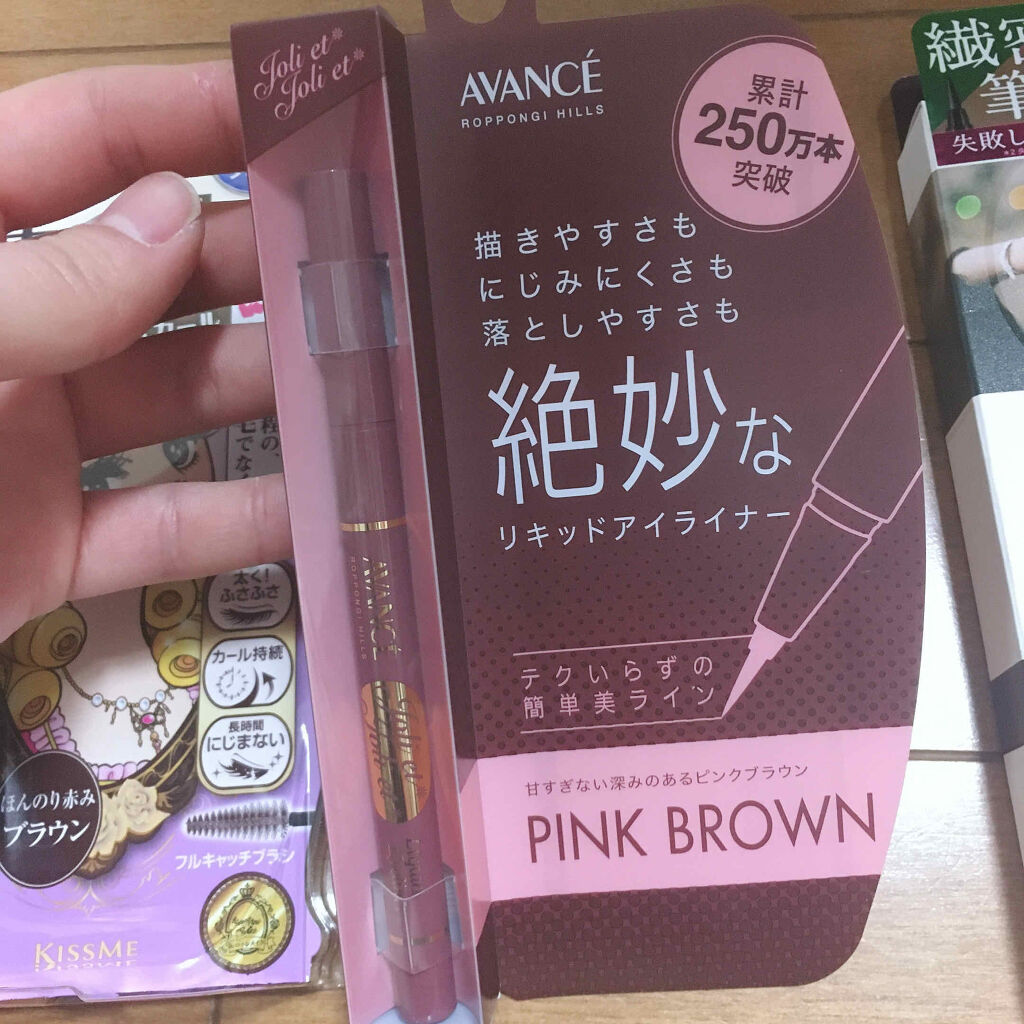 Joli et
Joli et
AVANCÉ
ROPPONGI HILLS
累計
250万本
突破
描きやすさも
にじみにくさも
落としやすさも
絶妙な
リキッドアイライナー
テクいらずの
簡単美ライン
甘すぎない深みのあるピンクブラウン
PINK BROWN
AVANCÉ
ROPPONGI HILLS
繊密
筆
失敗し
カール
太く!
ふさふさ
カール持続
長時間
にじまない
ほんのり赤み
ブラウン
フルキャッチブラシ
KISSME